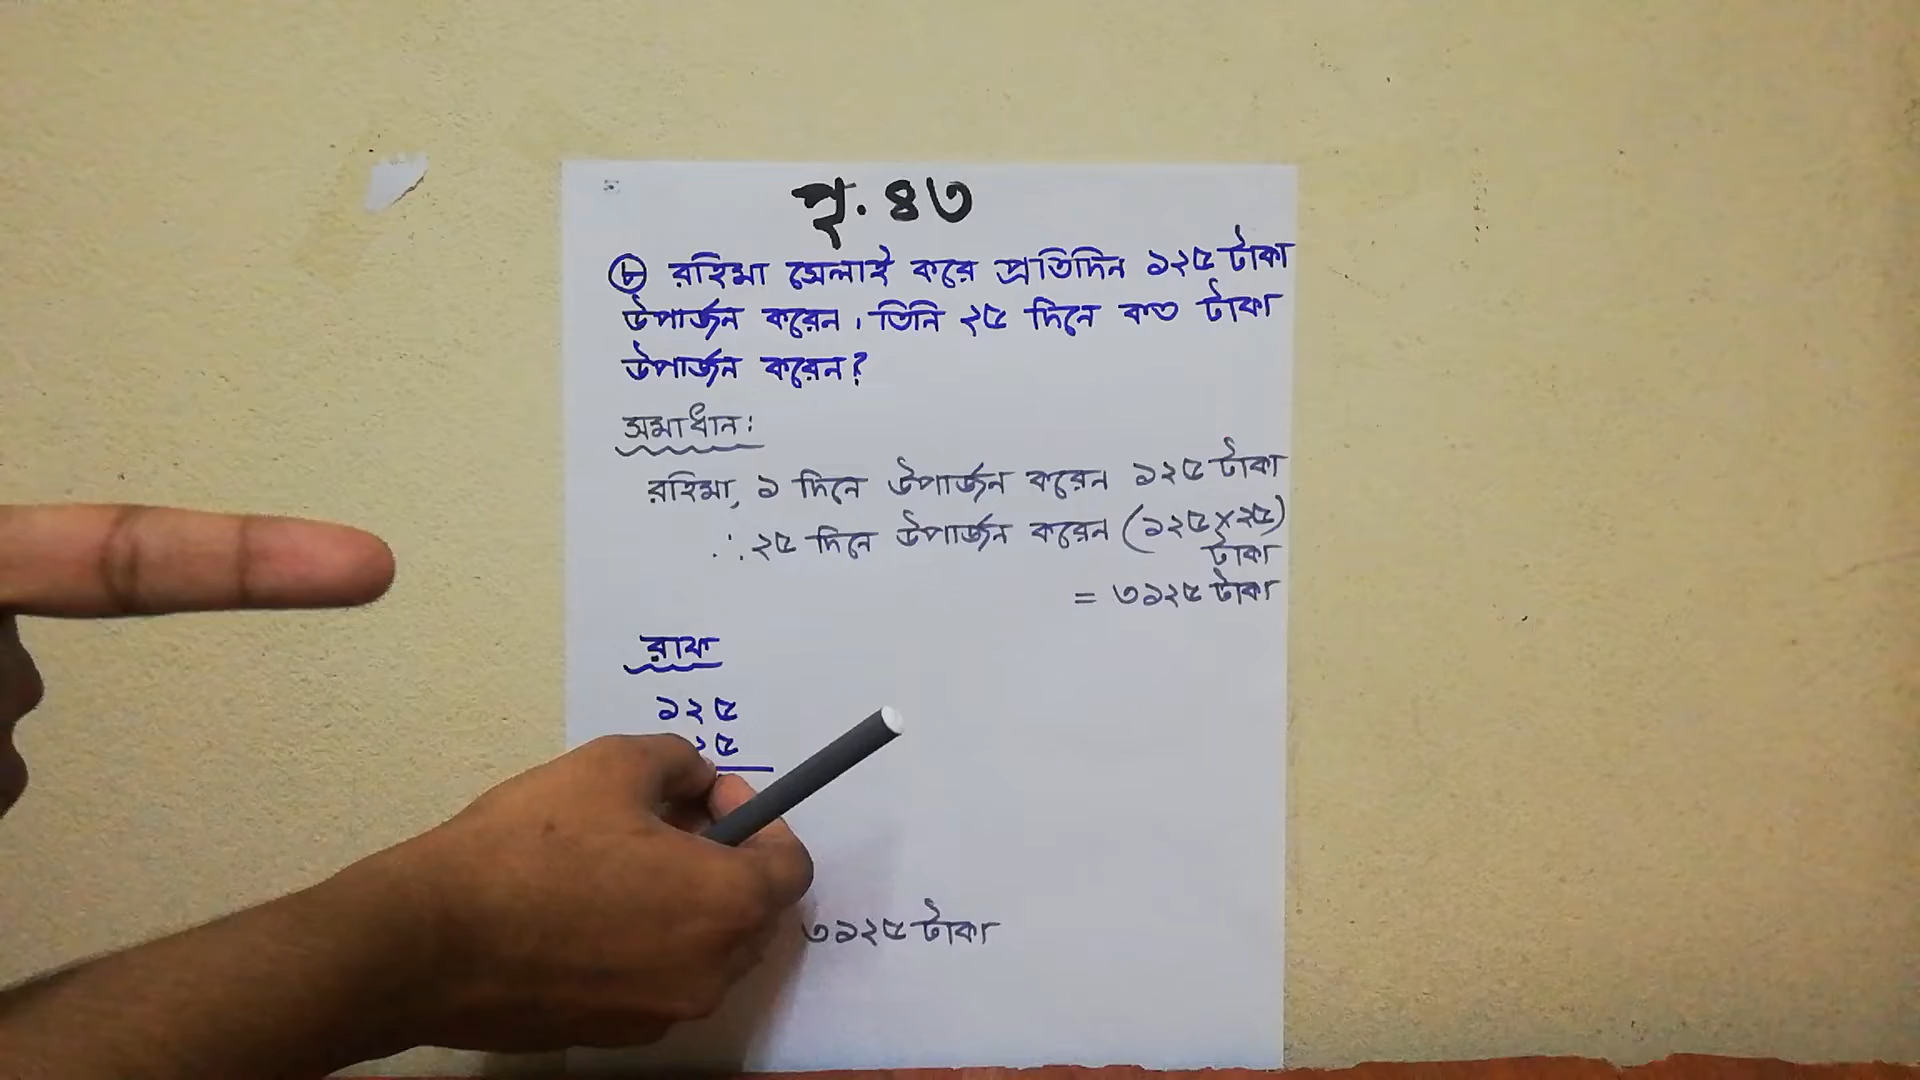 পৃ. ৪৩
৮ রহিমা সেলাই করে প্রতিদিন ১২৫ টাকা
উপার্জন করেন। তিনি ২৫ দিনে কত টাকা
উপার্জন করেন?
সমাধান:
রহিমা, ১ দিনে উপার্জন করেন ১২৫ টাকা
∴ ২৫ দিনে উপার্জন করেন (১২৫×২৫)
টাকা
= ৩১২৫ টাকা
রাফ
১২৫
৫
৩১২৫ টাকা